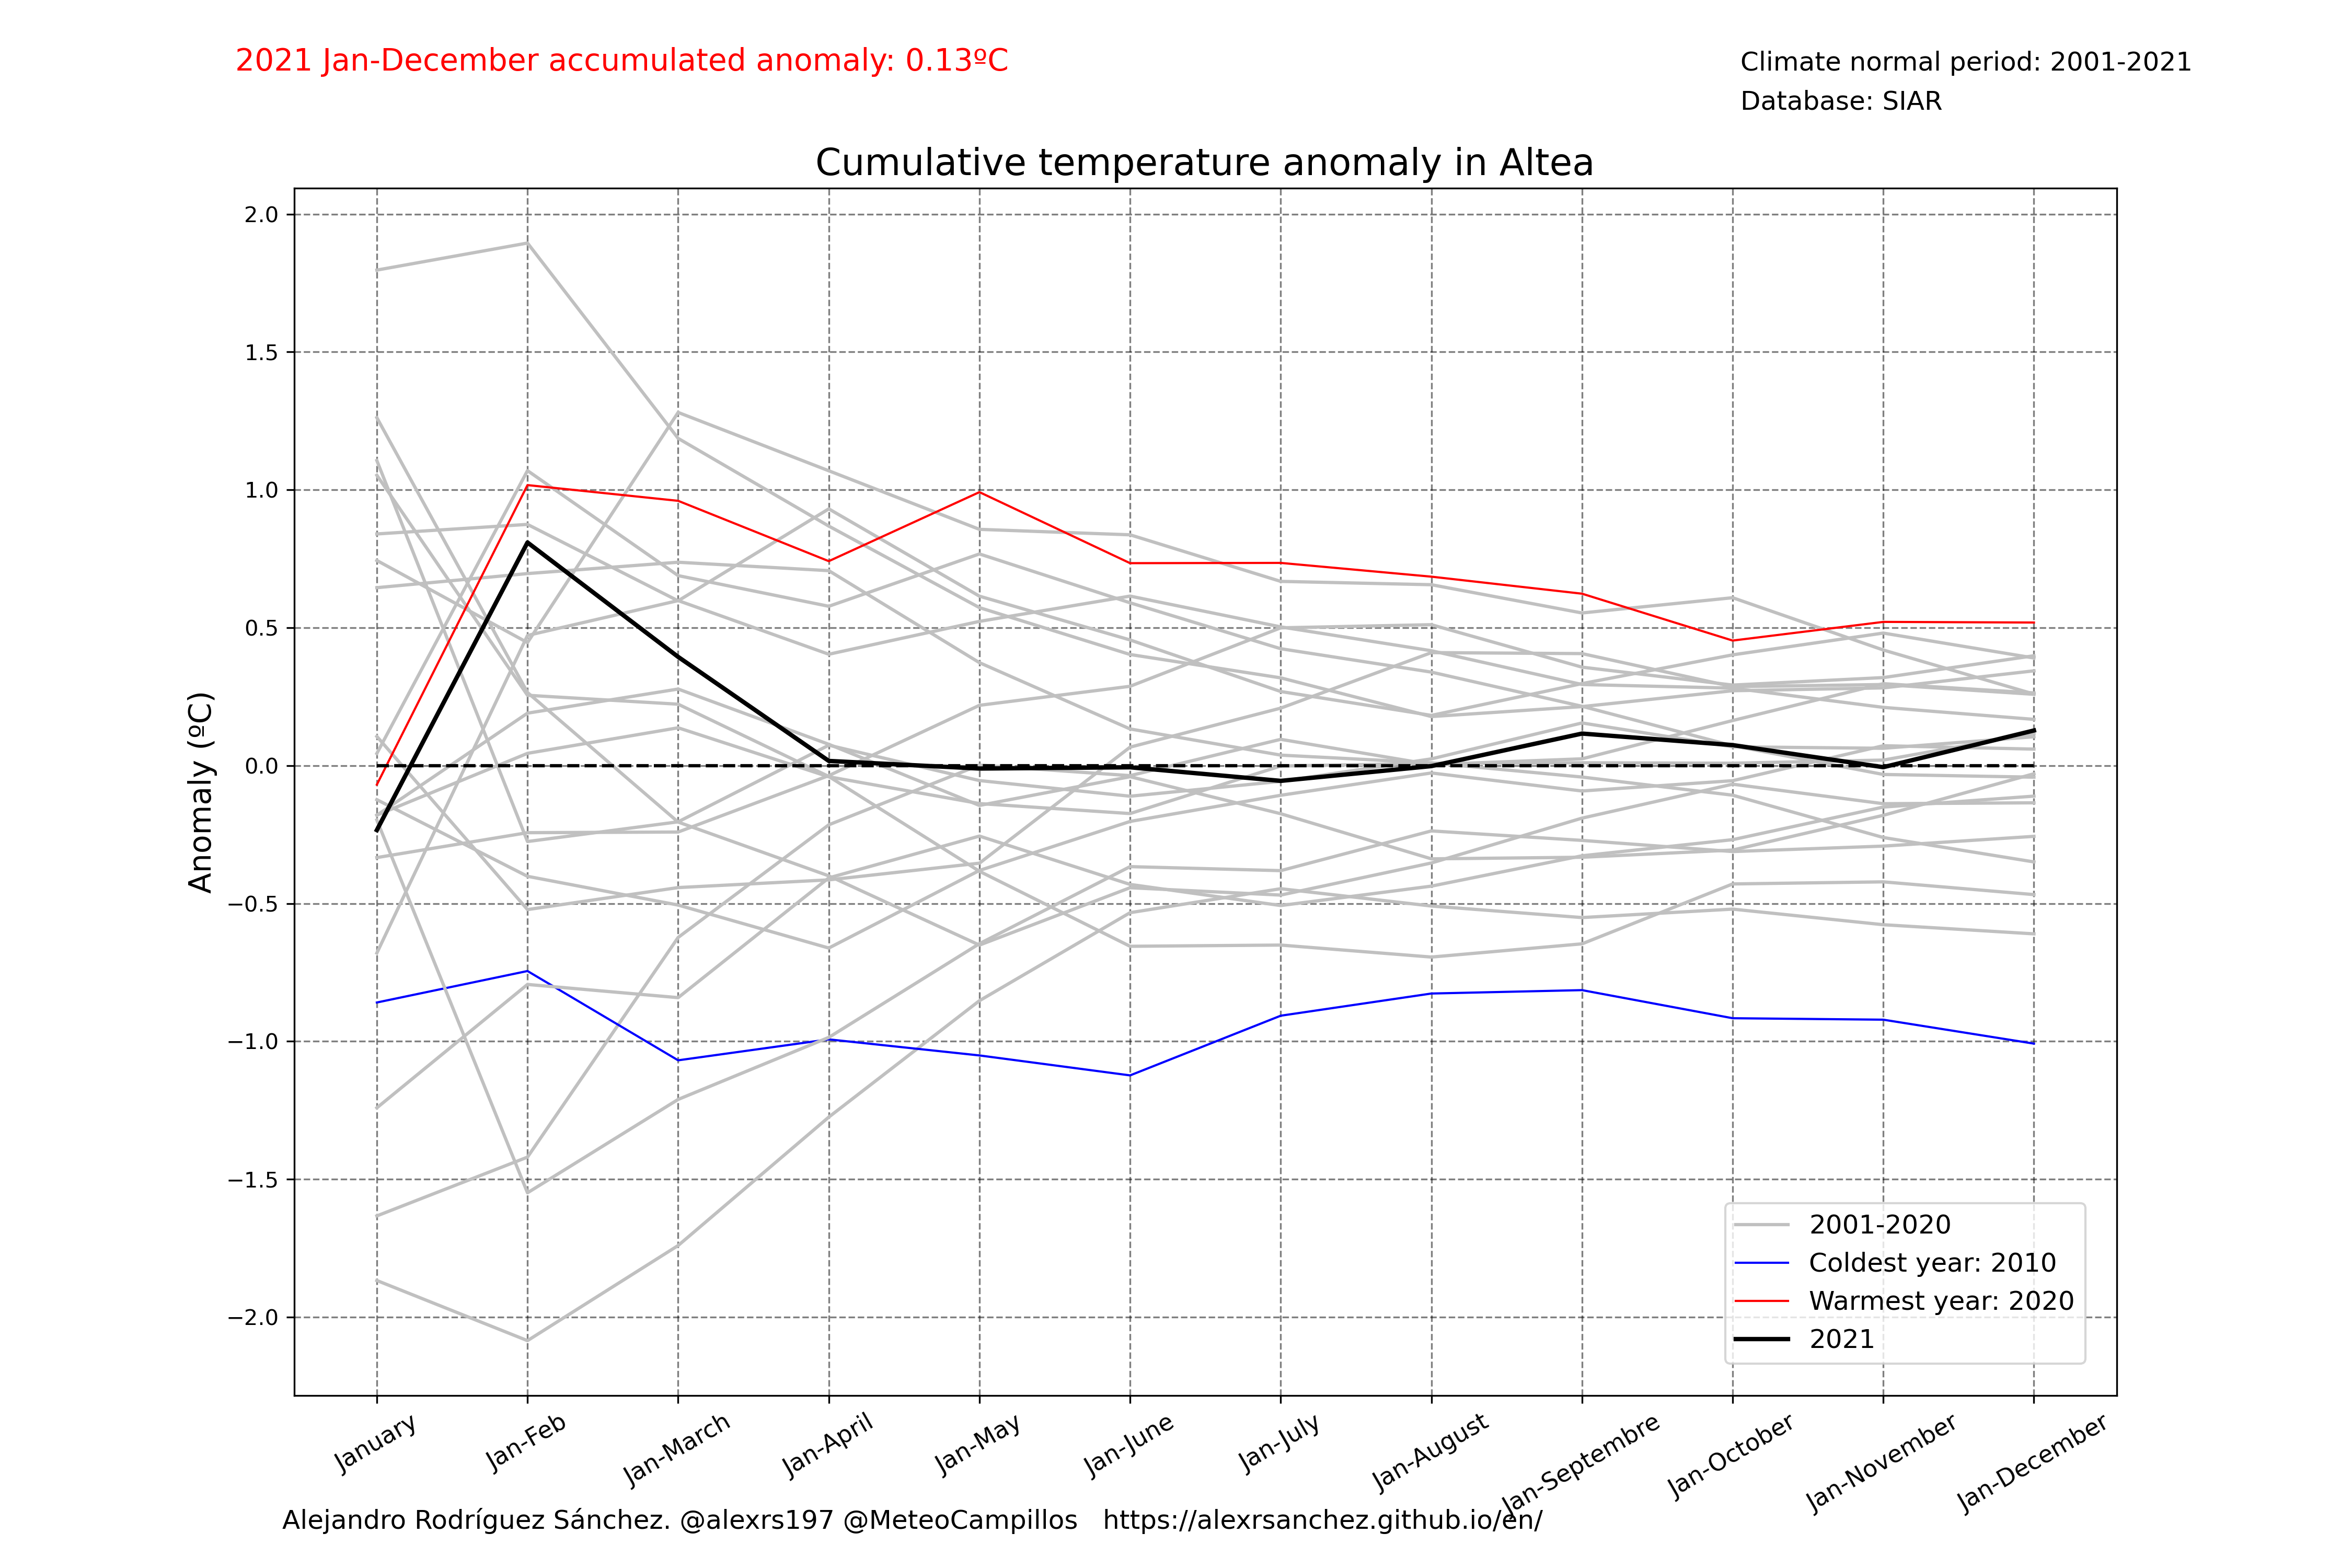 2021 Jan-December accumulated anomaly: 0.13ºC
Climate normal period: 2001-2021
Database: SIAR
Cumulative temperature anomaly in Altea
Anomaly (ºC)
2.0
1.5
1.0
0.5
0.0
−0.5
−1.0
−1.5
−2.0
2001-2020
Coldest year: 2010
Warmest year: 2020
2021
January
Jan-Feb
Jan-March
Jan-April
Jan-May
Jan-June
Jan-July
Jan-August
Jan-Septembre
Jan-October
Jan-November
Jan-December
Alejandro Rodríguez Sánchez. @alexrs197 @MeteoCampillos https://alexrsanchez.github.io/en/